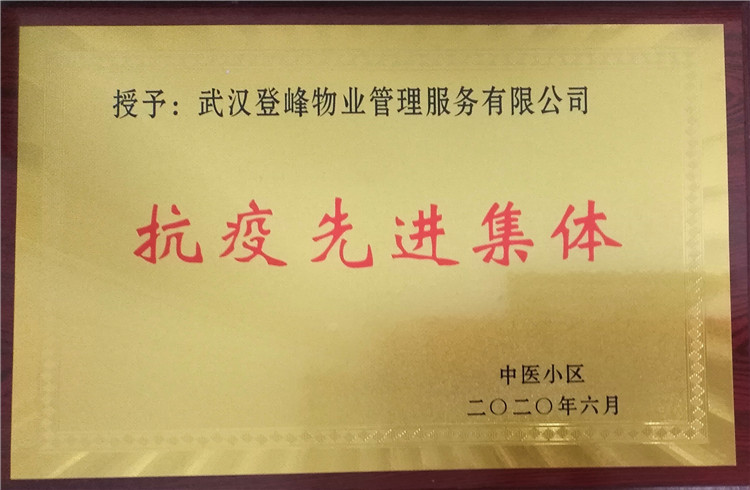 授予：武汉登峰物业管理服务有限公司
抗疫先进集体
中医小区
二〇二〇年六月